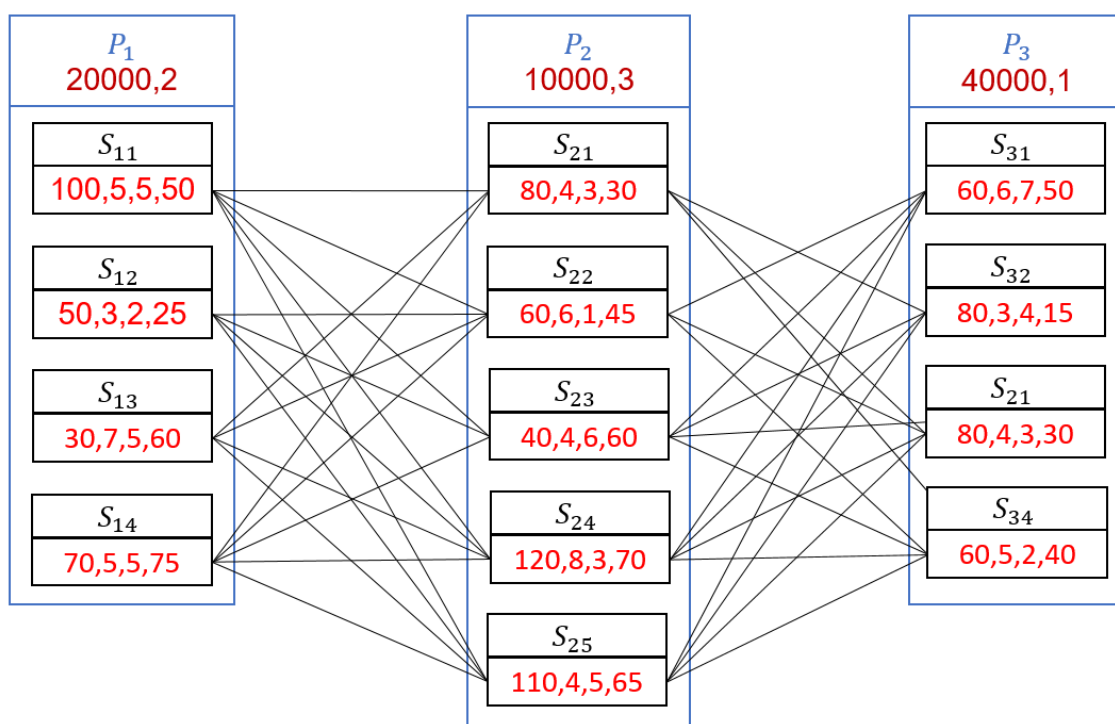 P₁
20000,2
S₁₁
100,5,5,50
S₁₂
50,3,2,25
S₁₃
30,7,5,60
S₁₄
70,5,5,75
P₂
10000,3
S₂₁
80,4,3,30
S₂₂
60,6,1,45
S₂₃
40,4,6,60
S₂₄
120,8,3,70
S₂₅
110,4,5,65
P₃
40000,1
S₃₁
60,6,7,50
S₃₂
80,3,4,15
S₂₁
80,4,3,30
S₃₄
60,5,2,40